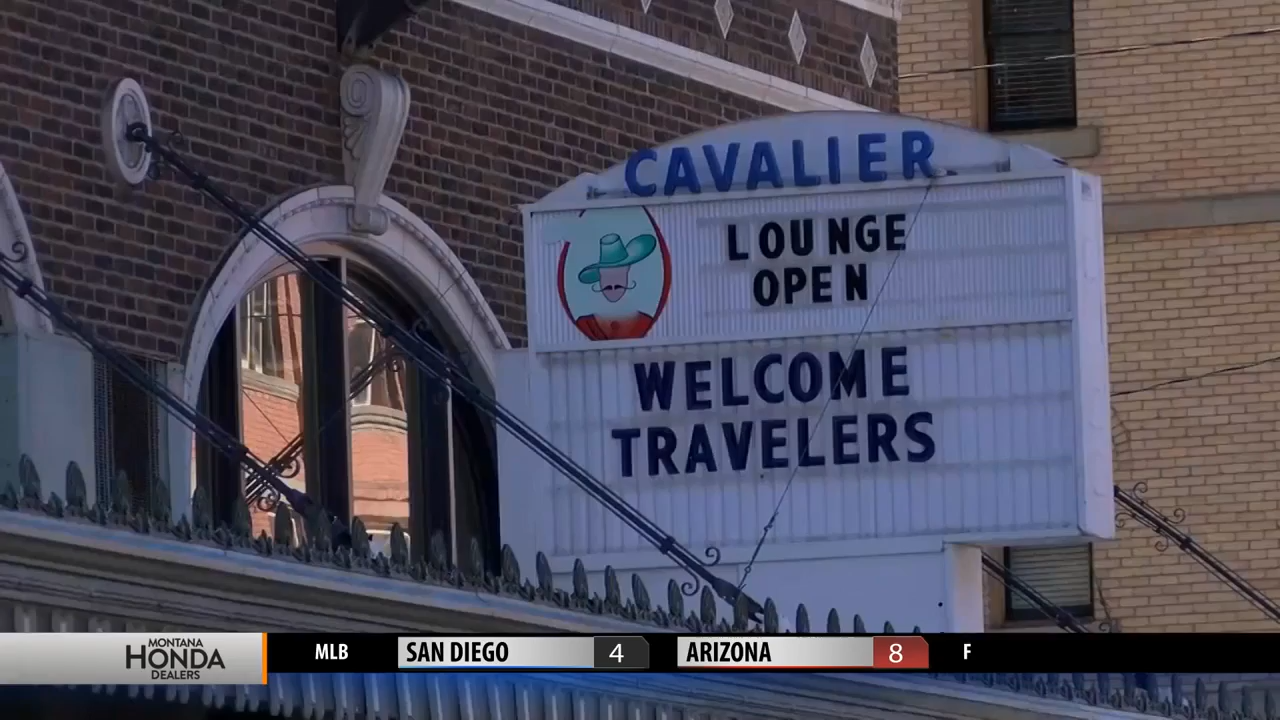 CAVALIER
LOUNGE
OPEN
WELCOME
TRAVELERS
MONTANA
HONDA
DEALERS
MLB SAN DIEGO 4 ARIZONA 8 F